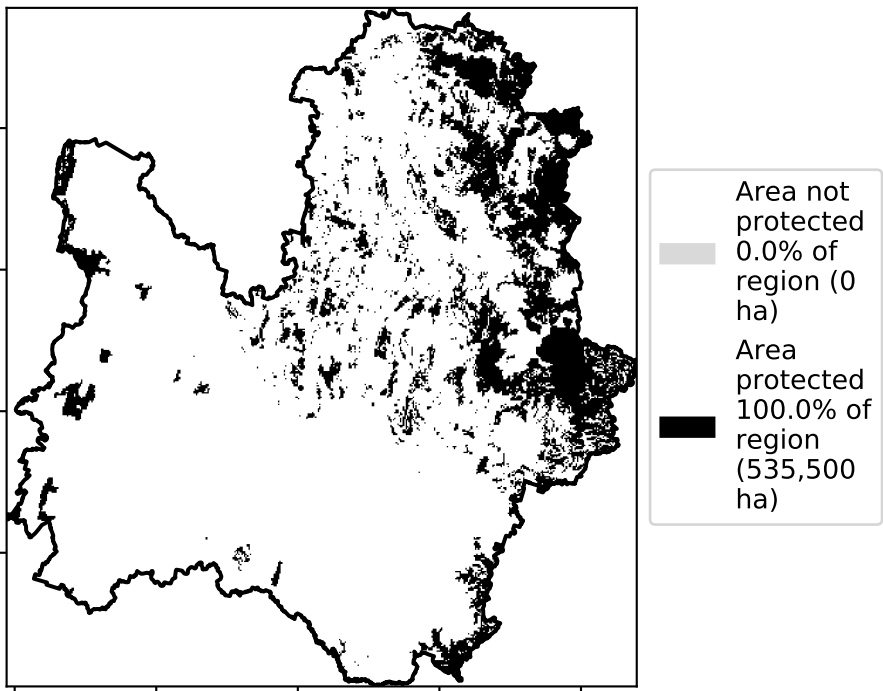 Area not
protected
0.0% of
region (0
ha)
Area
protected
100.0% of
region
(535,500
ha)